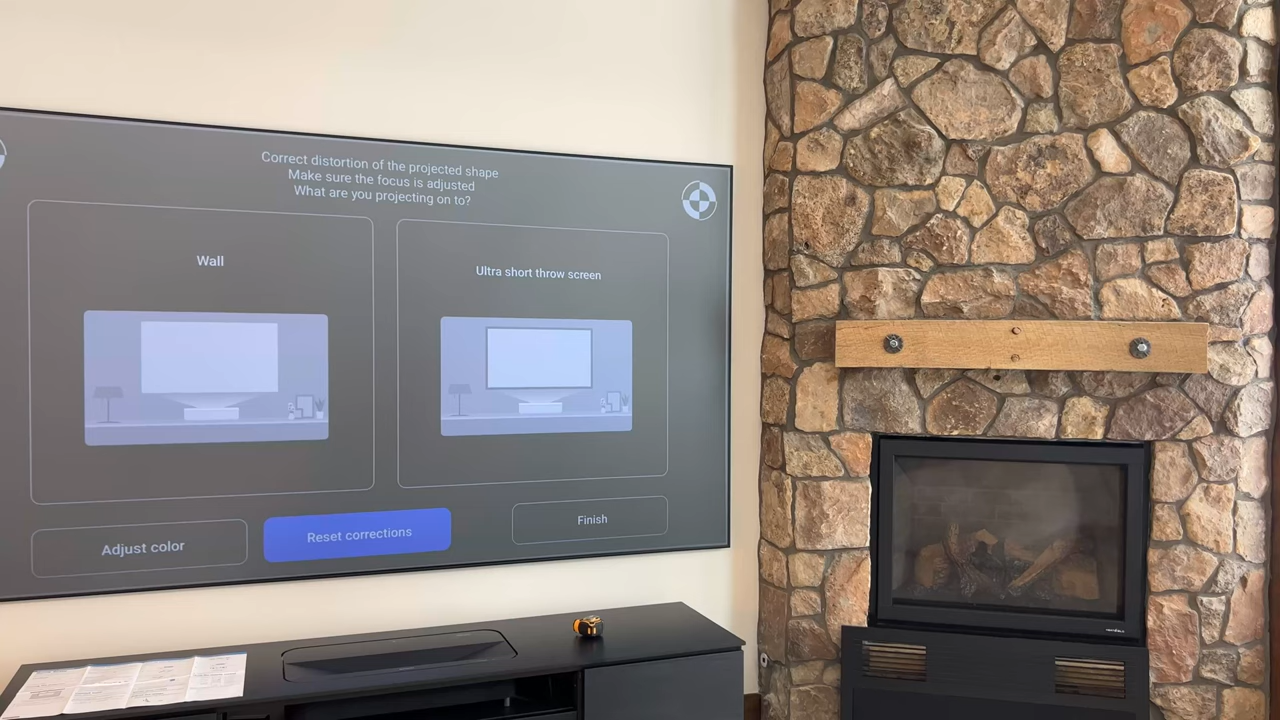 Correct distortion of the projected shape
Make sure the focus is adjusted
What are you projecting on to?
Wall
Ultra short throw screen
Adjust color
Reset corrections
Finish